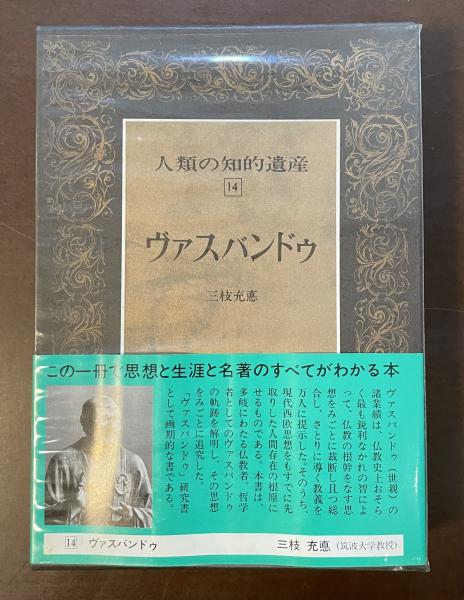 人類の知的遺産
14
ヴァスバンドゥ
三枝充悳
この一冊で思想と生涯と名著のすべてがわかる本
ヴァスバンドゥ（世親）の
諸業績は、仏教史上おそら
く最も鋭利なかれの智によ
って、仏教の根幹をなす思
想をみごとに裁断し且つ総
合し、さとりに導く教義を
万人に提示した。そのうち、
現代西欧思想をもすでに先
取りした人間存在の根原に
せまるものである。本書は、
多岐にわたる仏教者、哲学
者としてのヴァスバンドゥ
の軌跡を解明し、その思想
をみごとに追究した。
「ヴァスバンドゥ」研究書
として画期的な書である。
14 ヴァスバンドゥ
三枝 充悳（筑波大学教授）